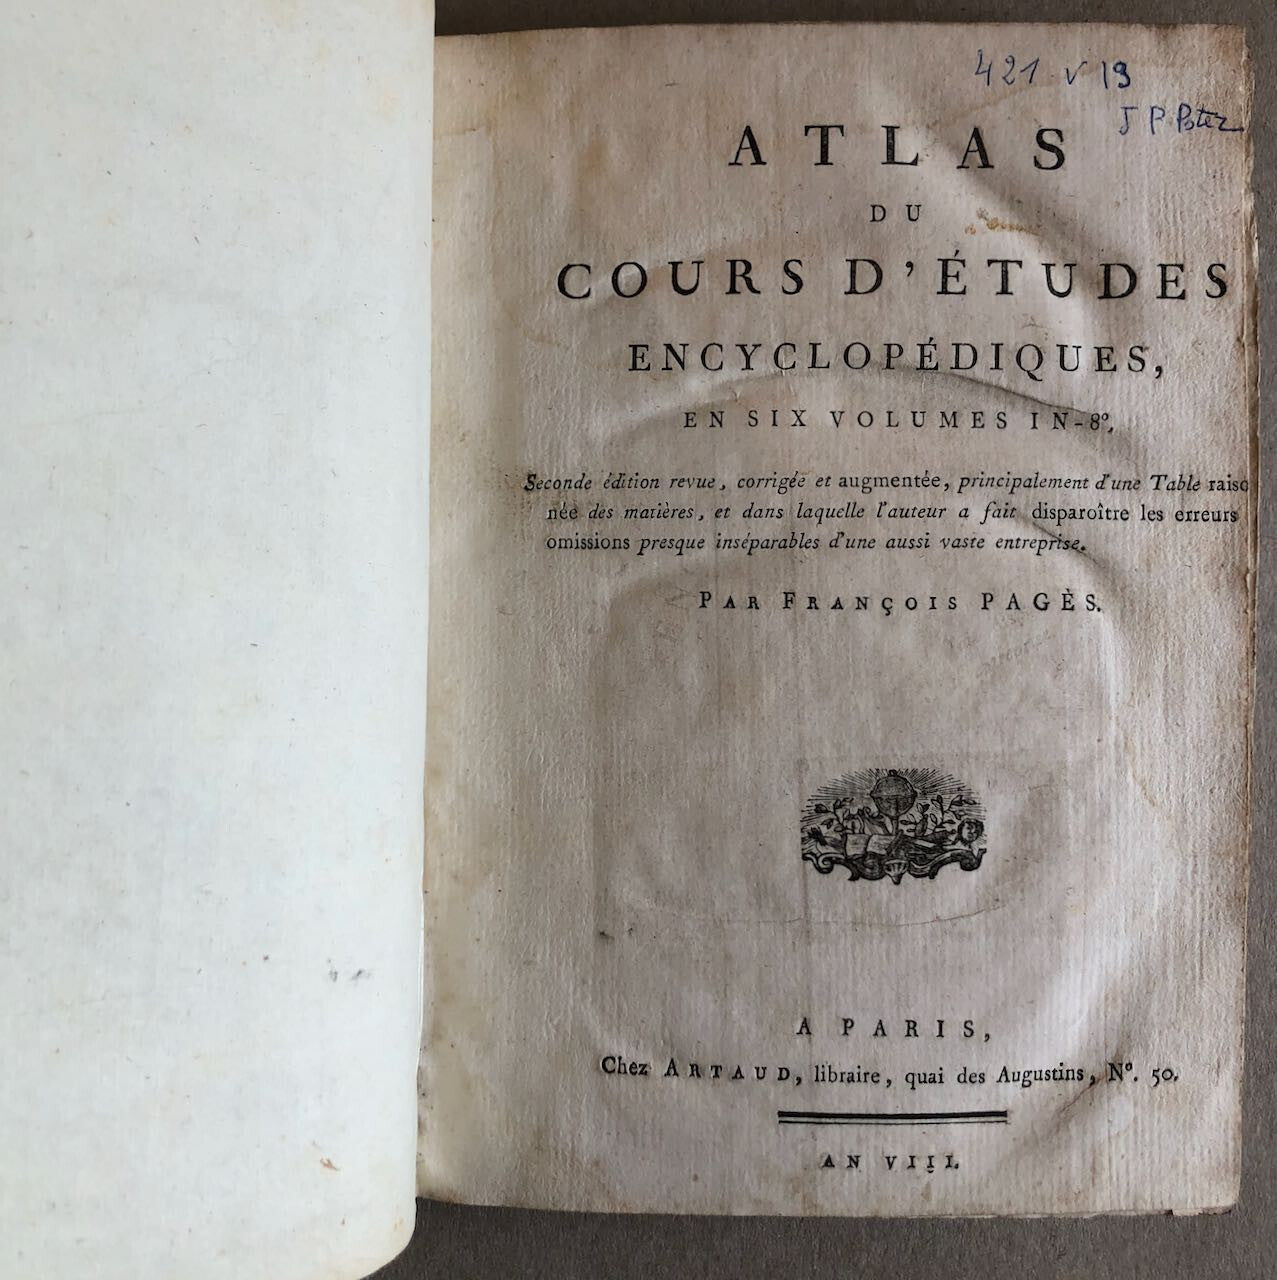 421 v 19
J P Potez
ATLAS
DU
COURS D'ÉTUDES
ENCYCLOPÉDIQUES,
EN SIX VOLUMES IN-8°,
Seconde édition revue, corrigée et augmentée, principalement d'une Table raiso
née des matières, et dans laquelle l'auteur a fait disparoître les erreurs
omissions presque inséparables d'une aussi vaste entreprise.
PAR FRANÇOIS PAGÈS.
A PARIS,
Chez ARTAUD, libraire, quai des Augustins, N°. 50.
AN VIII.